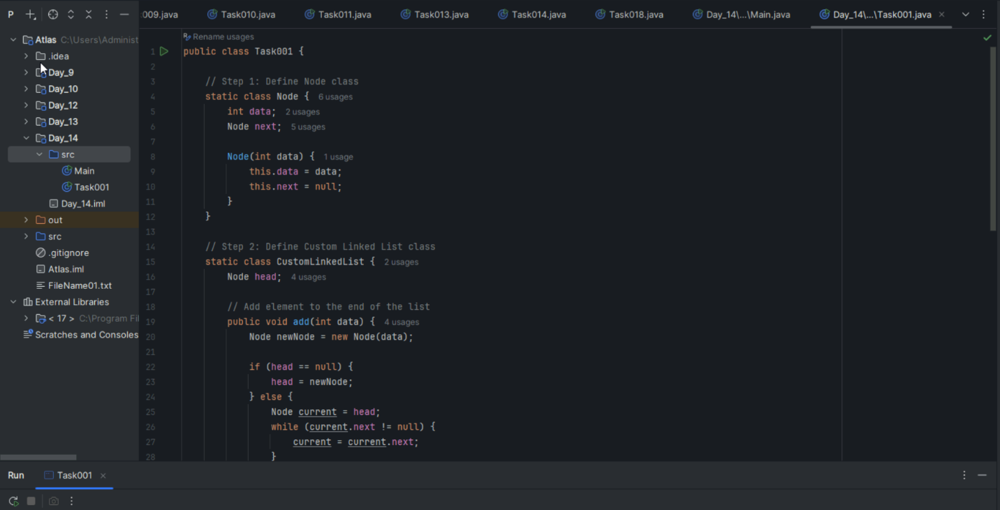 P
:009.java Task010.java Task011.java Task013.java Task014.java Task018.java Day_14\...\Main.java Day_14\...\Task001.java
Atlas C:\Users\Administ
.idea
Day_9
Day_10
Day_12
Day_13
Day_14
src
Main
Task001
Day_14.iml
out
src
.gitignore
Atlas.iml
FileName01.txt
External Libraries
< 17 > C:\Program Fil
Scratches and Consoles
Rename usages
1 public class Task001 {
2
3 // Step 1: Define Node class
4 static class Node { 6 usages
5 int data; 2 usages
6 Node next; 5 usages
7
8 Node(int data) { 1 usage
9 this.data = data;
10 this.next = null;
11 }
12 }
13
14 // Step 2: Define Custom Linked List class
15 static class CustomLinkedList { 2 usages
16 Node head; 4 usages
17
18 // Add element to the end of the list
19 public void add(int data) { 4 usages
20 Node newNode = new Node(data);
21
22 if (head == null) {
23 head = newNode;
24 } else {
25 Node current = head;
26 while (current.next != null) {
27 current = current.next;
28 }
Run Task001